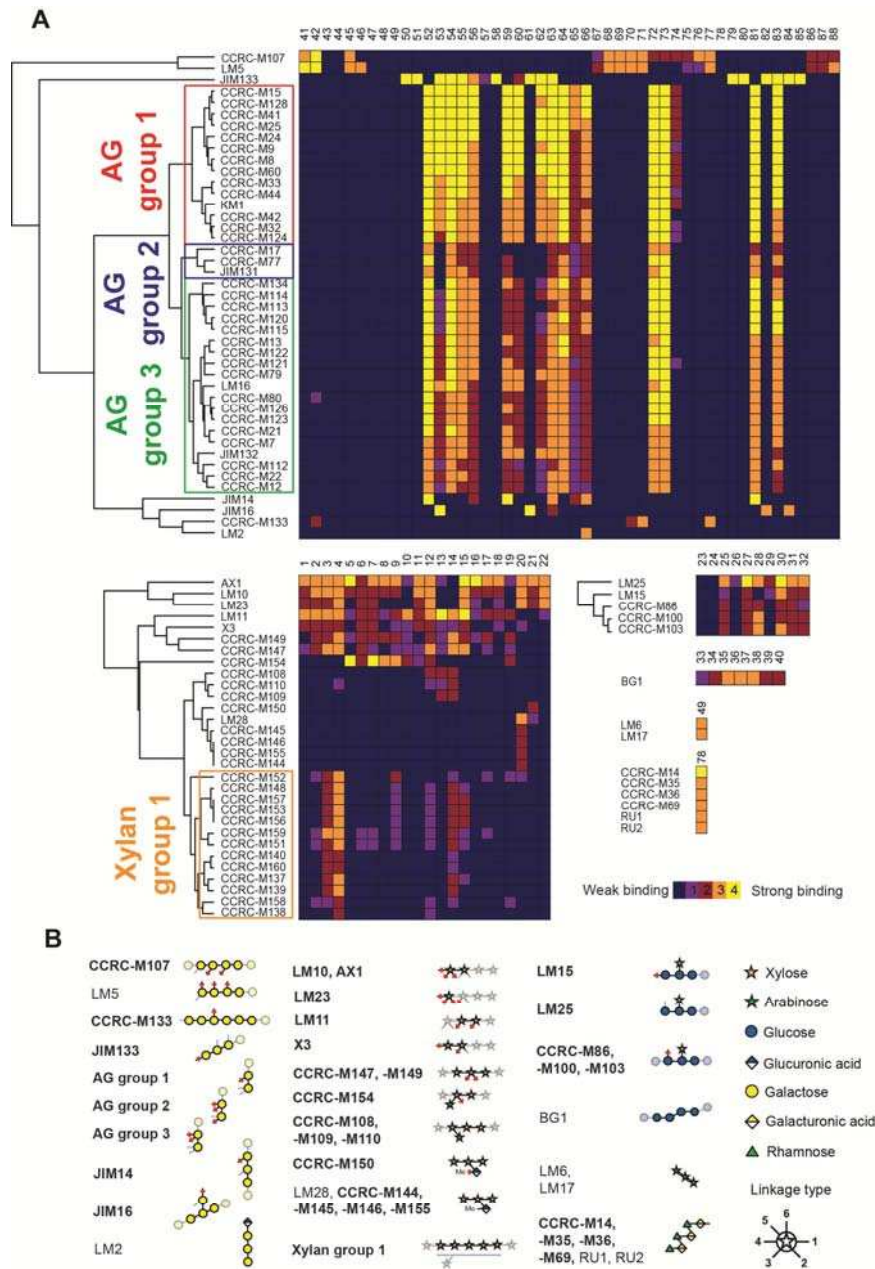 A
41 42 43 44 45 46 47 48 49 50 51 52 53 54 55 56 57 58 59 60 61 62 63 64 65 66 67 68 69 70 71 72 73 74 75 76 77 78 79 80 81 82 83 84 85 86 87 88
CCRC-M107
LM5
JIM133
CCRC-M15
CCRC-M128
CCRC-M41
CCRC-M25
CCRC-M24
CCRC-M9
CCRC-M8
CCRC-M60
CCRC-M33
CCRC-M44
KM1
CCRC-M42
CCRC-M32
CCRC-M124
CCRC-M17
CCRC-M77
JIM131
CCRC-M134
CCRC-M114
CCRC-M113
CCRC-M120
CCRC-M115
CCRC-M13
CCRC-M122
CCRC-M121
CCRC-M79
LM16
CCRC-M80
CCRC-M126
CCRC-M123
CCRC-M21
CCRC-M7
JIM132
CCRC-M112
CCRC-M22
CCRC-M12
JIM14
JIM16
CCRC-M133
LM2
AG
group 1
AG
group 2
AG
group 3
1 2 3 4 5 6 7 8 9 10 11 12 13 14 15 16 17 18 19 20 21 22
AX1
LM10
LM23
LM11
X3
CCRC-M149
CCRC-M147
CCRC-M154
CCRC-M108
CCRC-M110
CCRC-M109
CCRC-M150
LM28
CCRC-M145
CCRC-M146
CCRC-M155
CCRC-M144
CCRC-M152
CCRC-M148
CCRC-M157
CCRC-M153
CCRC-M156
CCRC-M159
CCRC-M151
CCRC-M140
CCRC-M160
CCRC-M137
CCRC-M139
CCRC-M158
CCRC-M138
Xylan
group 1
23 24 25 26 27 28 29 30 31 32
LM25
LM15
CCRC-M86
CCRC-M100
CCRC-M103
33 34 35 36 37 38 39 40
BG1
49
LM6
LM17
78
CCRC-M14
CCRC-M35
CCRC-M36
CCRC-M69
RU1
RU2
Weak binding 1 2 3 4 Strong binding
B
CCRC-M107
LM5
CCRC-M133
JIM133
AG group 1
AG group 2
AG group 3
JIM14
JIM16
LM2
LM10, AX1
LM23
LM11
X3
CCRC-M147, -M149
CCRC-M154
CCRC-M108,
-M109, -M110
CCRC-M150
Me
LM28, CCRC-M144,
-M145, -M146, -M155
Me
Xylan group 1
LM15
LM25
CCRC-M86,
-M100, -M103
BG1
LM6,
LM17
CCRC-M14,
-M35, -M36,
-M69, RU1, RU2
Xylose
Arabinose
Glucose
Glucuronic acid
Galactose
Galacturonic acid
Rhamnose
Linkage type
6
5
4 1
3 2